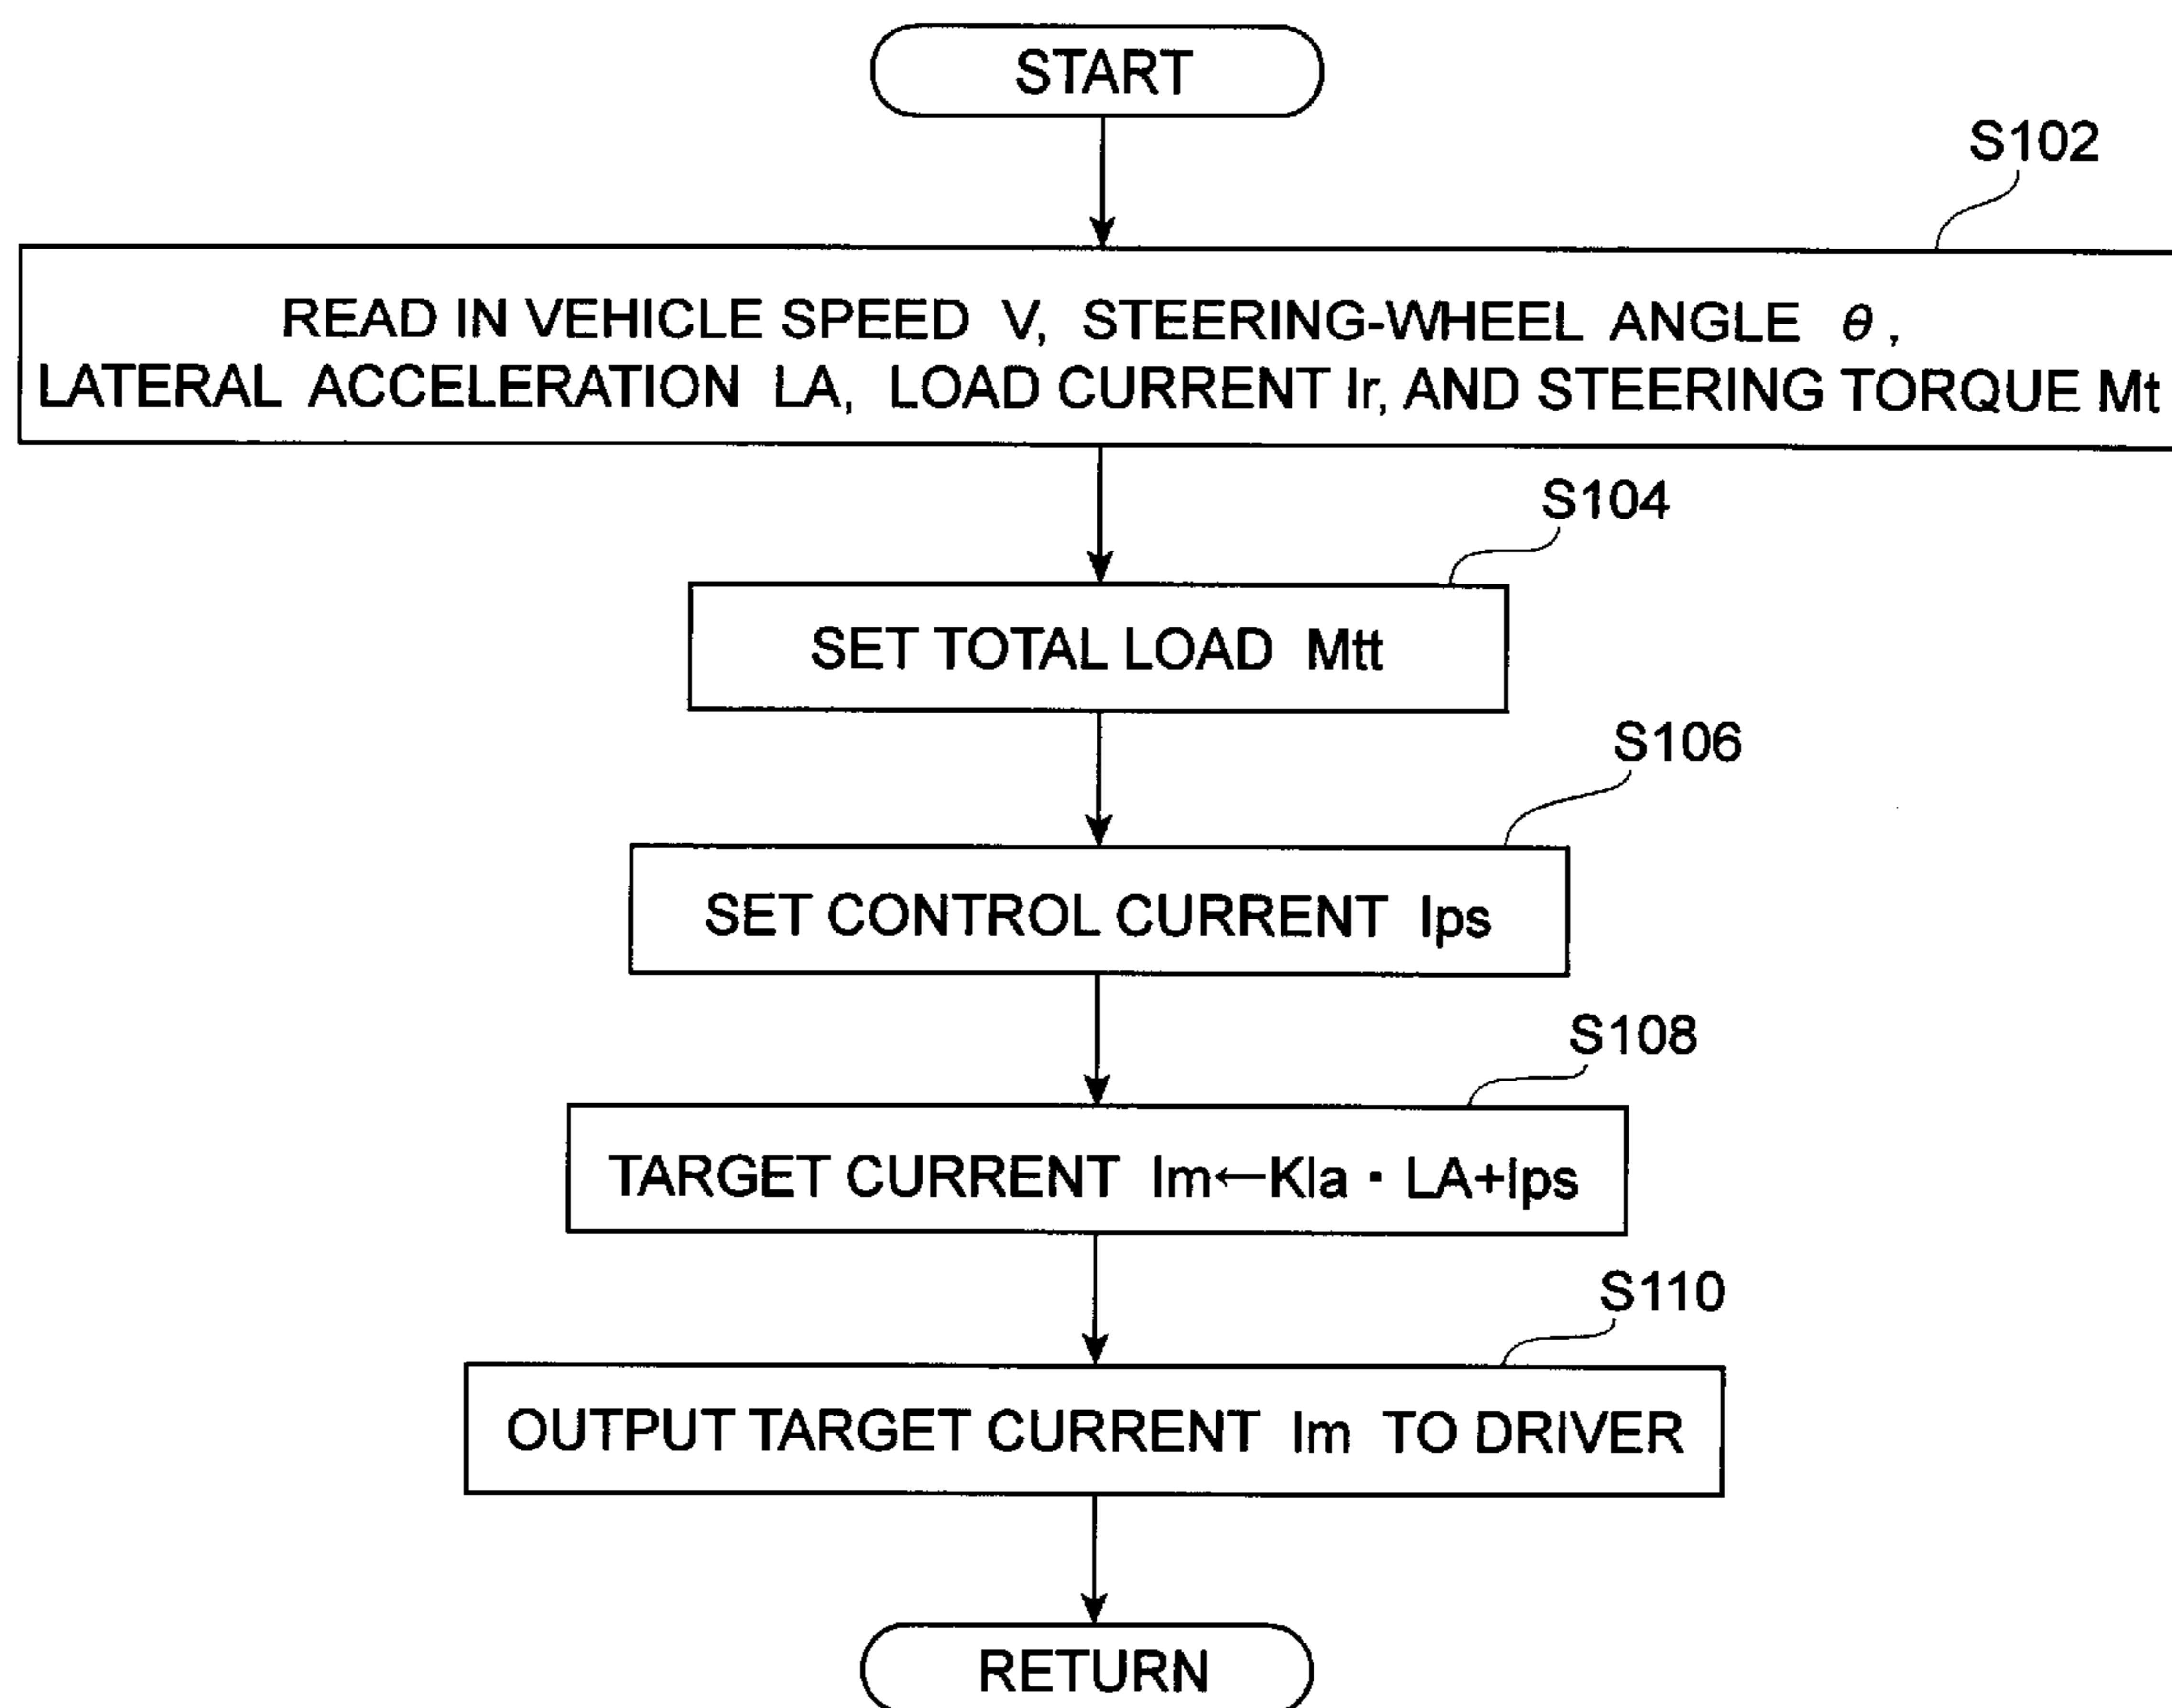 START
S102
READ IN VEHICLE SPEED V, STEERING-WHEEL ANGLE θ,
LATERAL ACCELERATION LA, LOAD CURRENT Ir, AND STEERING TORQUE Mt
S104
SET TOTAL LOAD Mtt
S106
SET CONTROL CURRENT Ips
S108
TARGET CURRENT Im←Kla・LA+Ips
S110
OUTPUT TARGET CURRENT Im TO DRIVER
RETURN